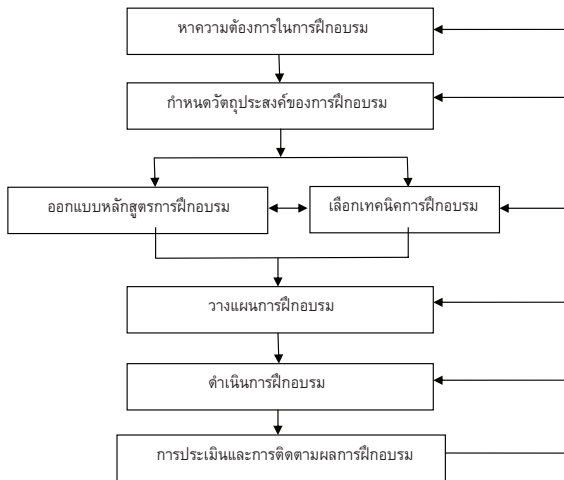 หาความต้องการในการฝึกอบรม
กำหนดวัตถุประสงค์ของการฝึกอบรม
ออกแบบหลักสูตรการฝึกอบรม
เลือกเทคนิคการฝึกอบรม
วางแผนการฝึกอบรม
ดำเนินการฝึกอบรม
การประเมินและการติดตามผลการฝึกอบรม